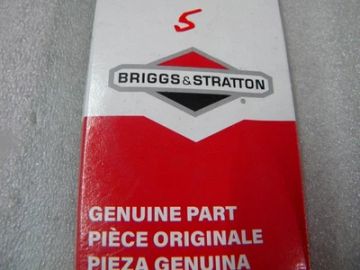 5
BRIGGS & STRATTON
®
GENUINE PART
PIÈCE ORIGINALE
PIEZA GENUINA